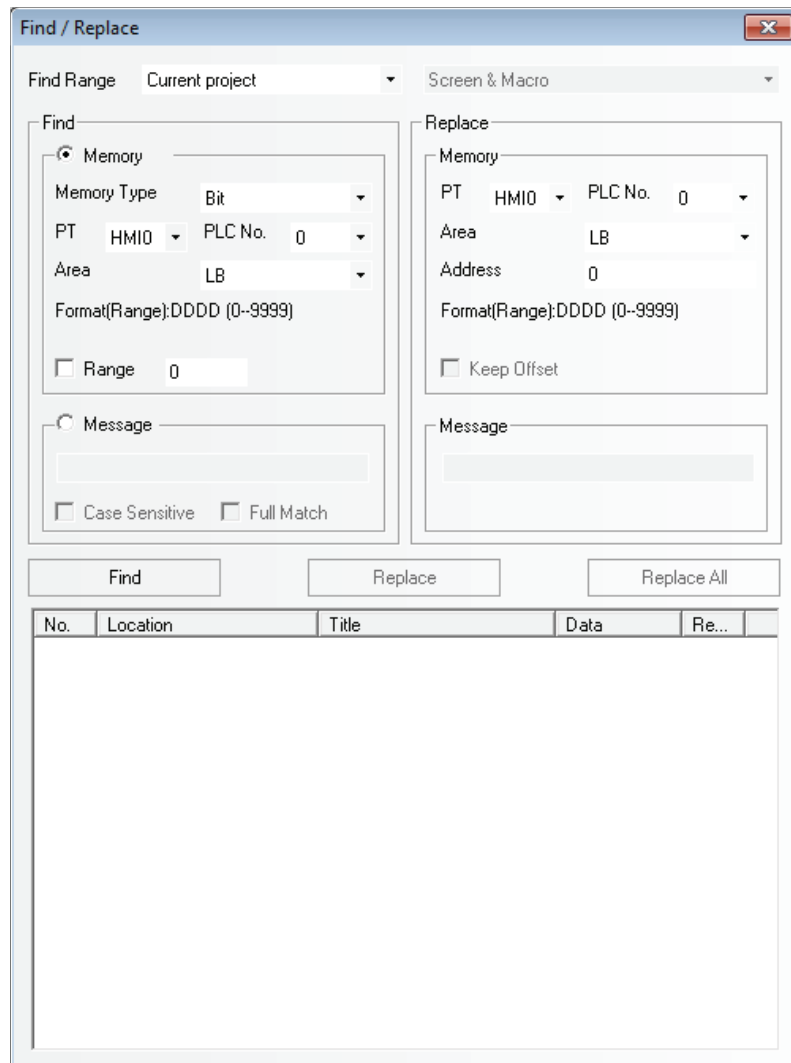 Find / Replace
Find Range Current project Screen & Macro
Find
Memory
Memory Type Bit
PT HMI0 PLC No. 0
Area LB
Format(Range):DDDD (0--9999)
Range 0
Message
Case Sensitive Full Match
Replace
Memory
PT HMI0 PLC No. 0
Area LB
Address 0
Format(Range):DDDD (0--9999)
Keep Offset
Message
Find Replace Replace All
No. Location Title Data Re...